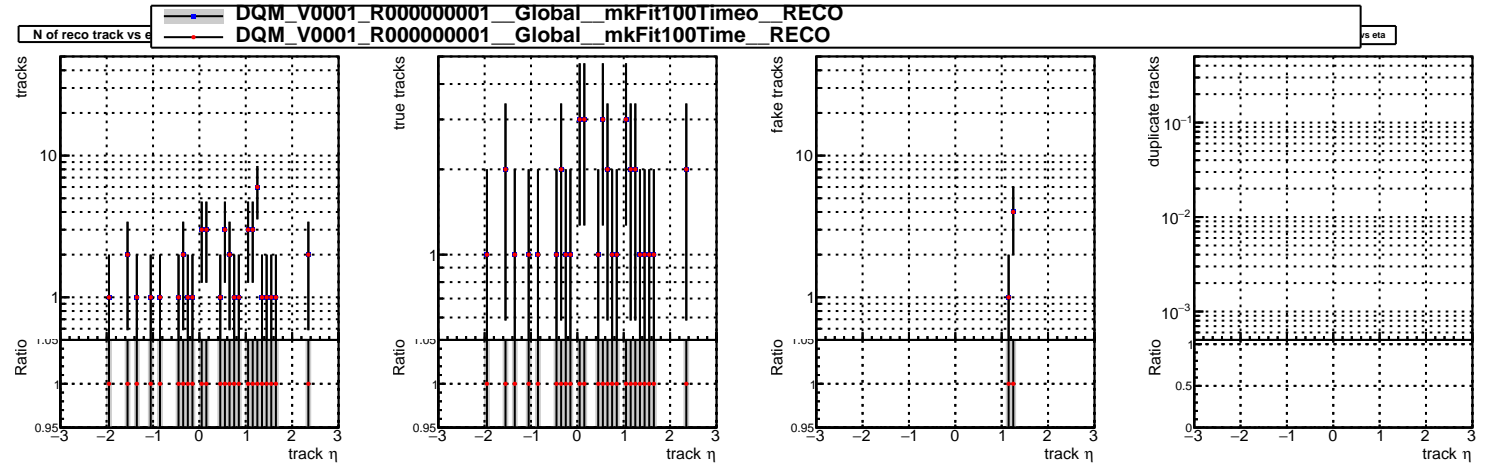 DQM_V0001_R000000001__Global__mkFit100Timeo__RECO
DQM_V0001_R000000001__Global__mkFit100Time__RECO
N of reco track vs e
vs eta
tracks
10
1
1.05
Ratio
1
0.95
−3 −2 −1 0 1 2 3
track η
true tracks
1
1.05
Ratio
1
0.95
−3 −2 −1 0 1 2 3
track η
fake tracks
10
1
1.05
Ratio
1
0.95
−3 −2 −1 0 1 2 3
track η
duplicate tracks
10−1
10−2
10−3
Ratio
1
0.5
0
−3 −2 −1 0 1 2 3
track η